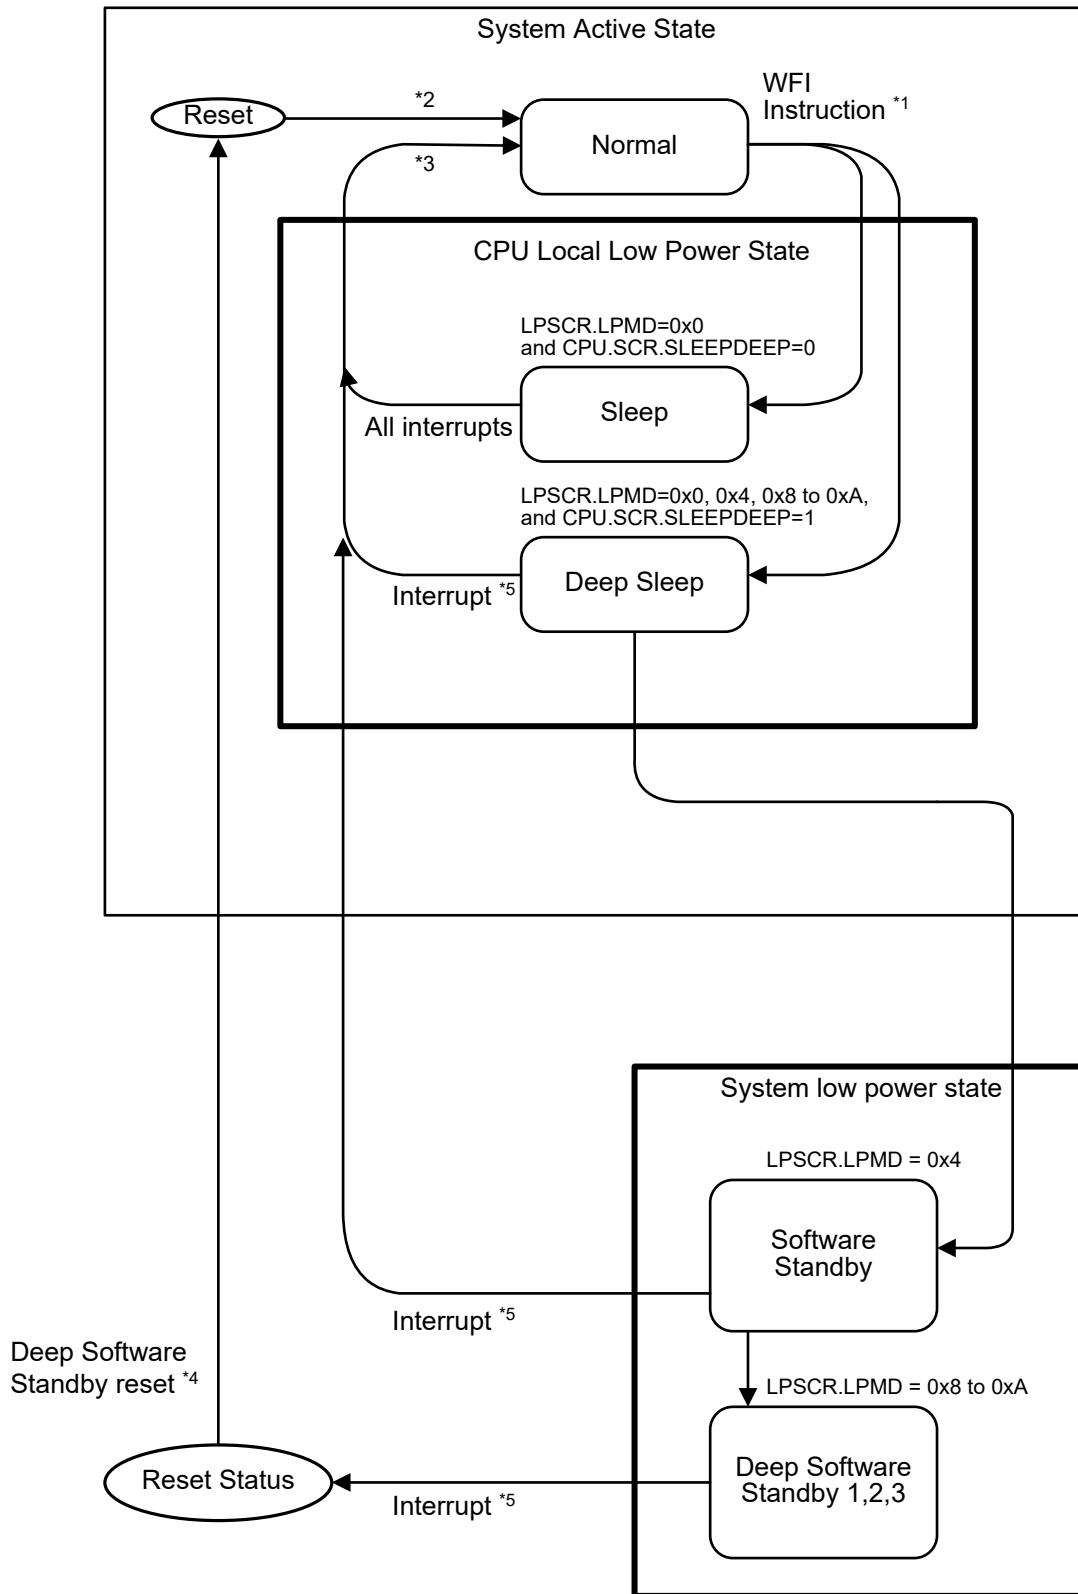 System Active State
WFI
Instruction *1
Reset
*2
Normal
*3
CPU Local Low Power State
LPSCR.LPMD=0x0
and CPU.SCR.SLEEPDEEP=0
Sleep
All interrupts
LPSCR.LPMD=0x0, 0x4, 0x8 to 0xA,
and CPU.SCR.SLEEPDEEP=1
Deep Sleep
Interrupt *5
System low power state
LPSCR.LPMD = 0x4
Software
Standby
Interrupt *5
Deep Software
Standby reset *4
LPSCR.LPMD = 0x8 to 0xA
Deep Software
Standby 1,2,3
Reset Status
Interrupt *5